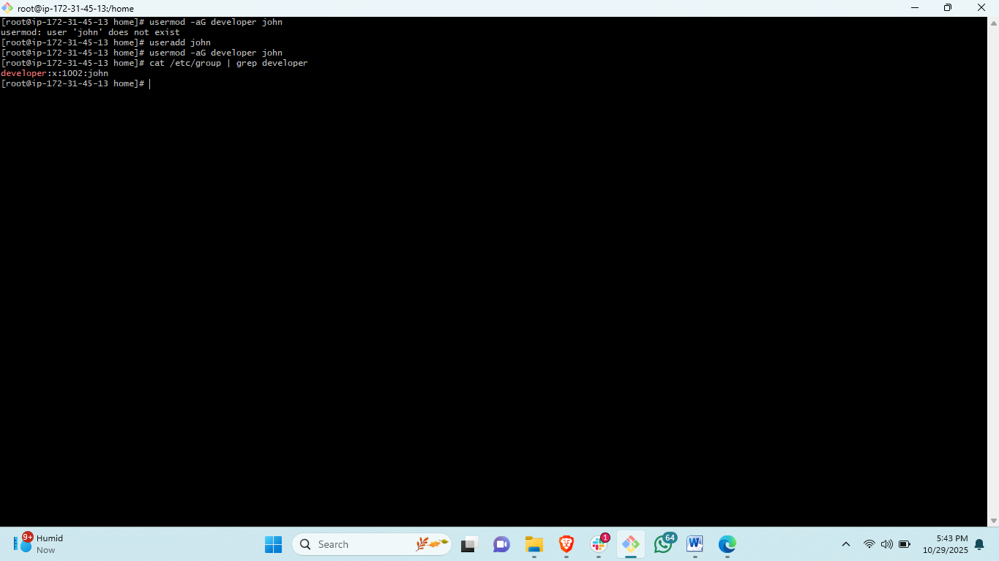 root@ip-172-31-45-13:/home
[root@ip-172-31-45-13 home]# usermod -aG developer john
usermod: user 'john' does not exist
[root@ip-172-31-45-13 home]# useradd john
[root@ip-172-31-45-13 home]# usermod -aG developer john
[root@ip-172-31-45-13 home]# cat /etc/group | grep developer
developer:x:1002:john
[root@ip-172-31-45-13 home]#
9+
Humid
Now
Search
1
64
W
5:43 PM
10/29/2025